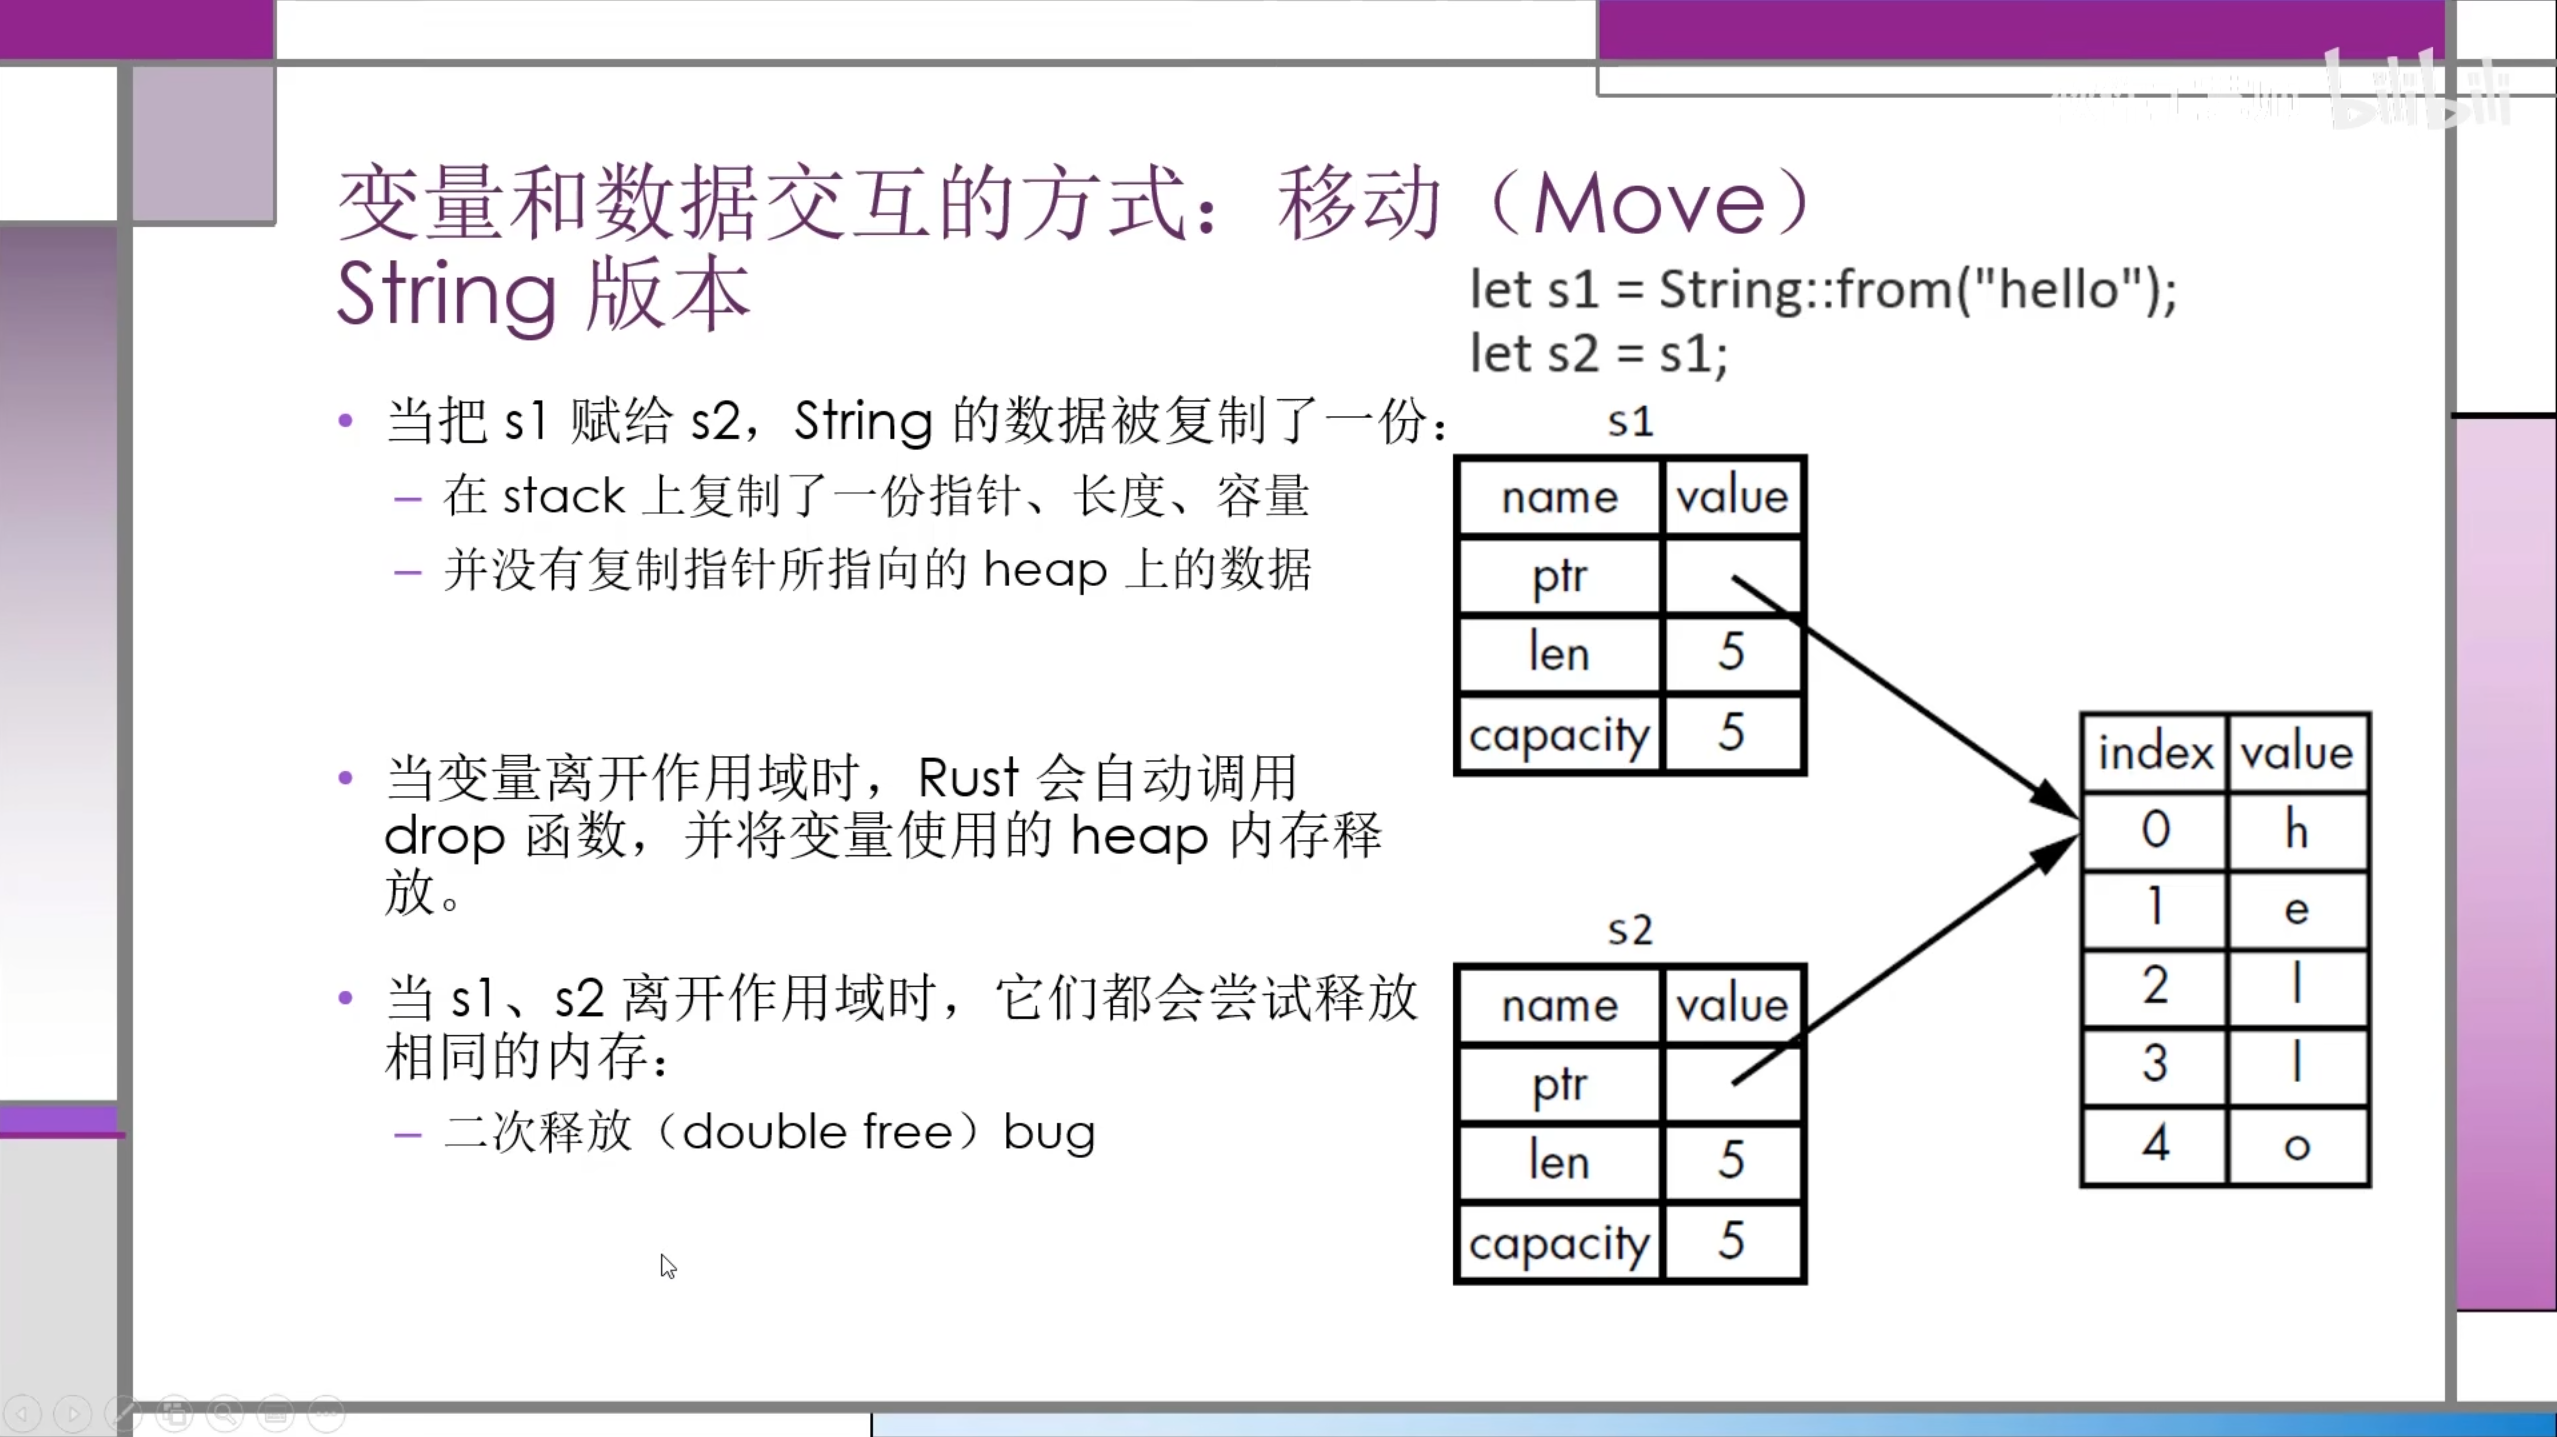 bilibili
变量和数据交互的方式：移动（Move）
String 版本
let s1 = String::from("hello");
let s2 = s1;
• 当把 s1 赋给 s2，String 的数据被复制了一份：
– 在 stack 上复制了一份指针、长度、容量
– 并没有复制指针所指向的 heap 上的数据
• 当变量离开作用域时，Rust 会自动调用
drop 函数，并将变量使用的 heap 内存释
放。
• 当 s1、s2 离开作用域时，它们都会尝试释放
相同的内存：
– 二次释放（double free）bug
s1
name value
ptr
len 5
capacity 5
s2
name value
ptr
len 5
capacity 5
index value
0 h
1 e
2 l
3 l
4 o